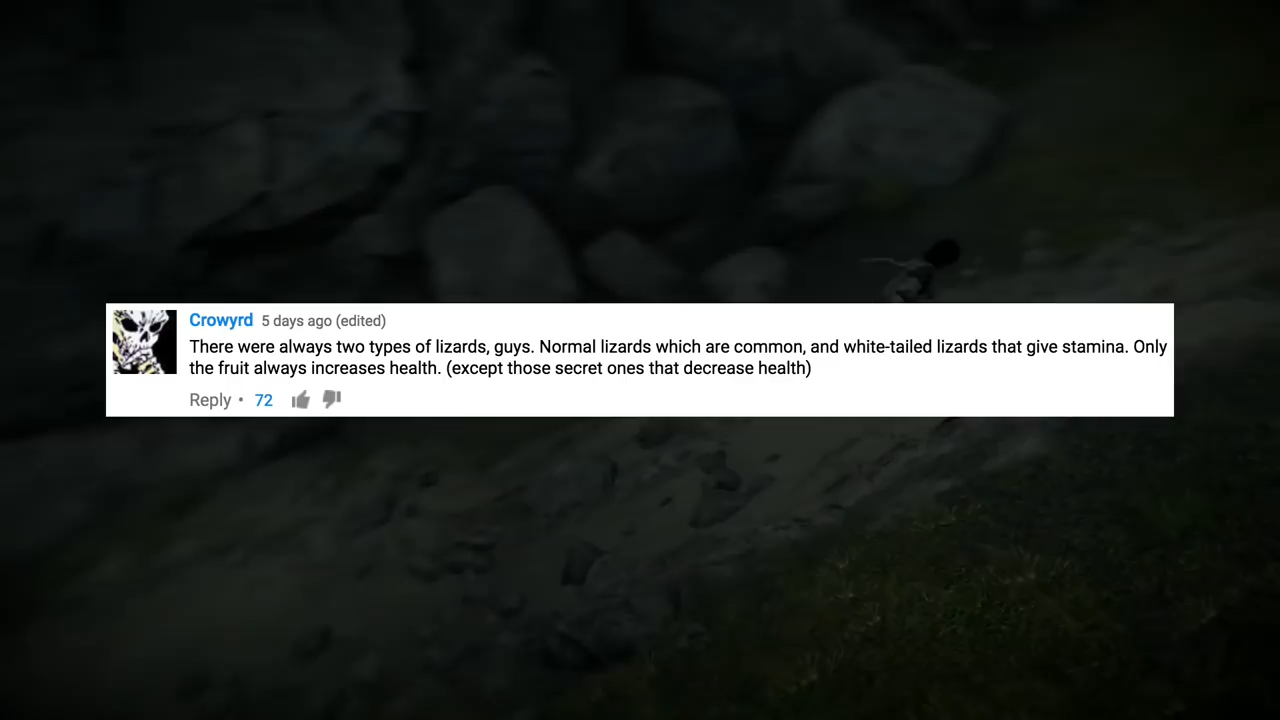 Crowyrd 5 days ago (edited)
There were always two types of lizards, guys. Normal lizards which are common, and white-tailed lizards that give stamina. Only
the fruit always increases health. (except those secret ones that decrease health)
Reply • 72